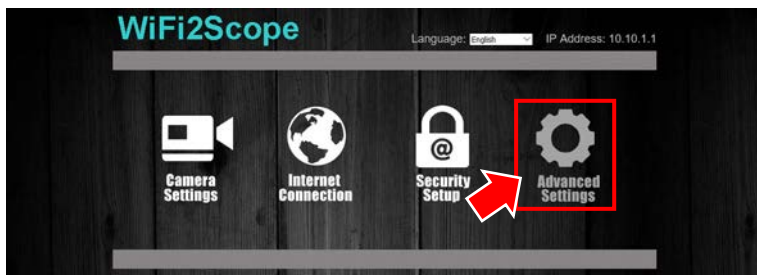 WiFi2Scope
Language: English IP Address: 10.10.1.1
@
Camera
Settings
Internet
Connection
Security
Setup
Advanced
Settings